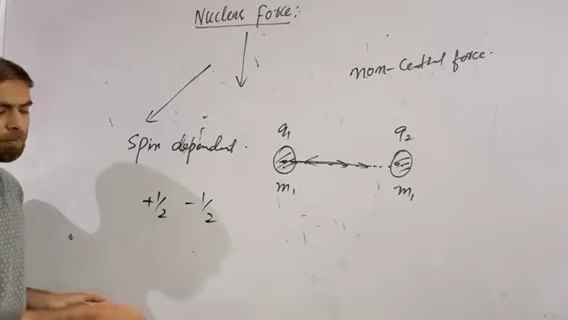 Nuclear force:
non-central force.
Spin dependent.
q1 q2
m1 m1
+1/2 -1/2